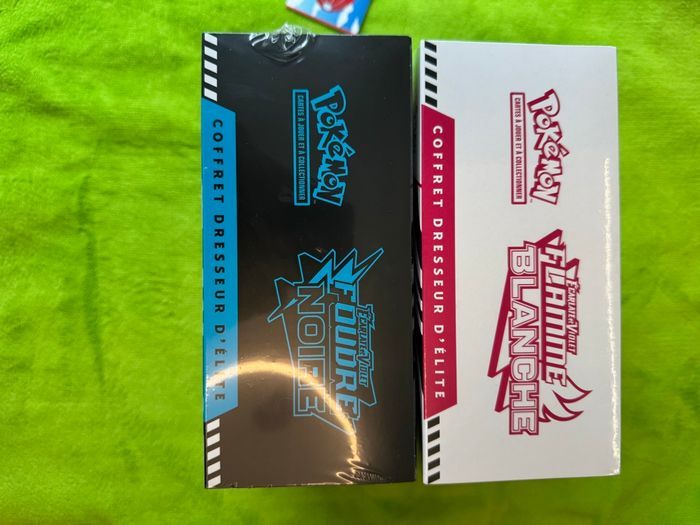 POKÉMON
CARTES À JOUER ET À COLLECTIONNER
COFFRET DRESSEUR D'ÉLITE
ÉCARLATE ET VIOLET
FOUDRE
NOIRE
POKÉMON
CARTES À JOUER ET À COLLECTIONNER
COFFRET DRESSEUR D'ÉLITE
ÉCARLATE ET VIOLET
FLAMME
BLANCHE